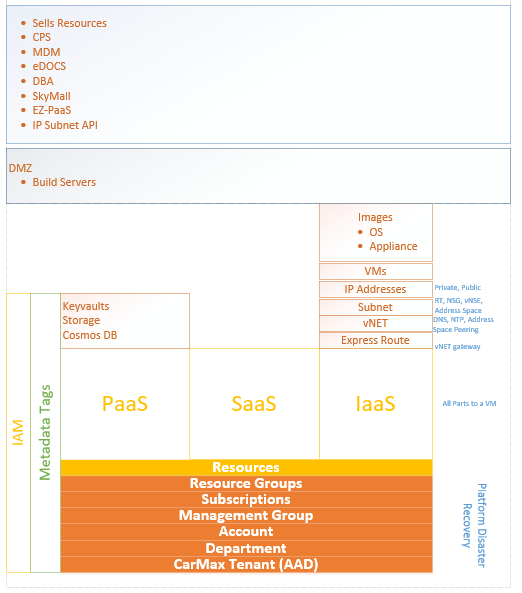 Sells Resources
CPS
MDM
eDOCS
DBA
SkyMall
EZ-PaaS
IP Subnet API
DMZ
Build Servers
Images
OS
Appliance
VMs
IP Addresses
Private, Public
Subnet
RT, NSG, vNSE,
Address Space
vNET
DNS, NTP, Address
Space Peering
Express Route
vNET gateway
Keyvaults
Storage
Cosmos DB
IAM
Metadata Tags
PaaS
SaaS
IaaS
All Parts to a VM
Resources
Resource Groups
Subscriptions
Management Group
Account
Department
CarMax Tenant (AAD)
Platform Disaster
Recovery